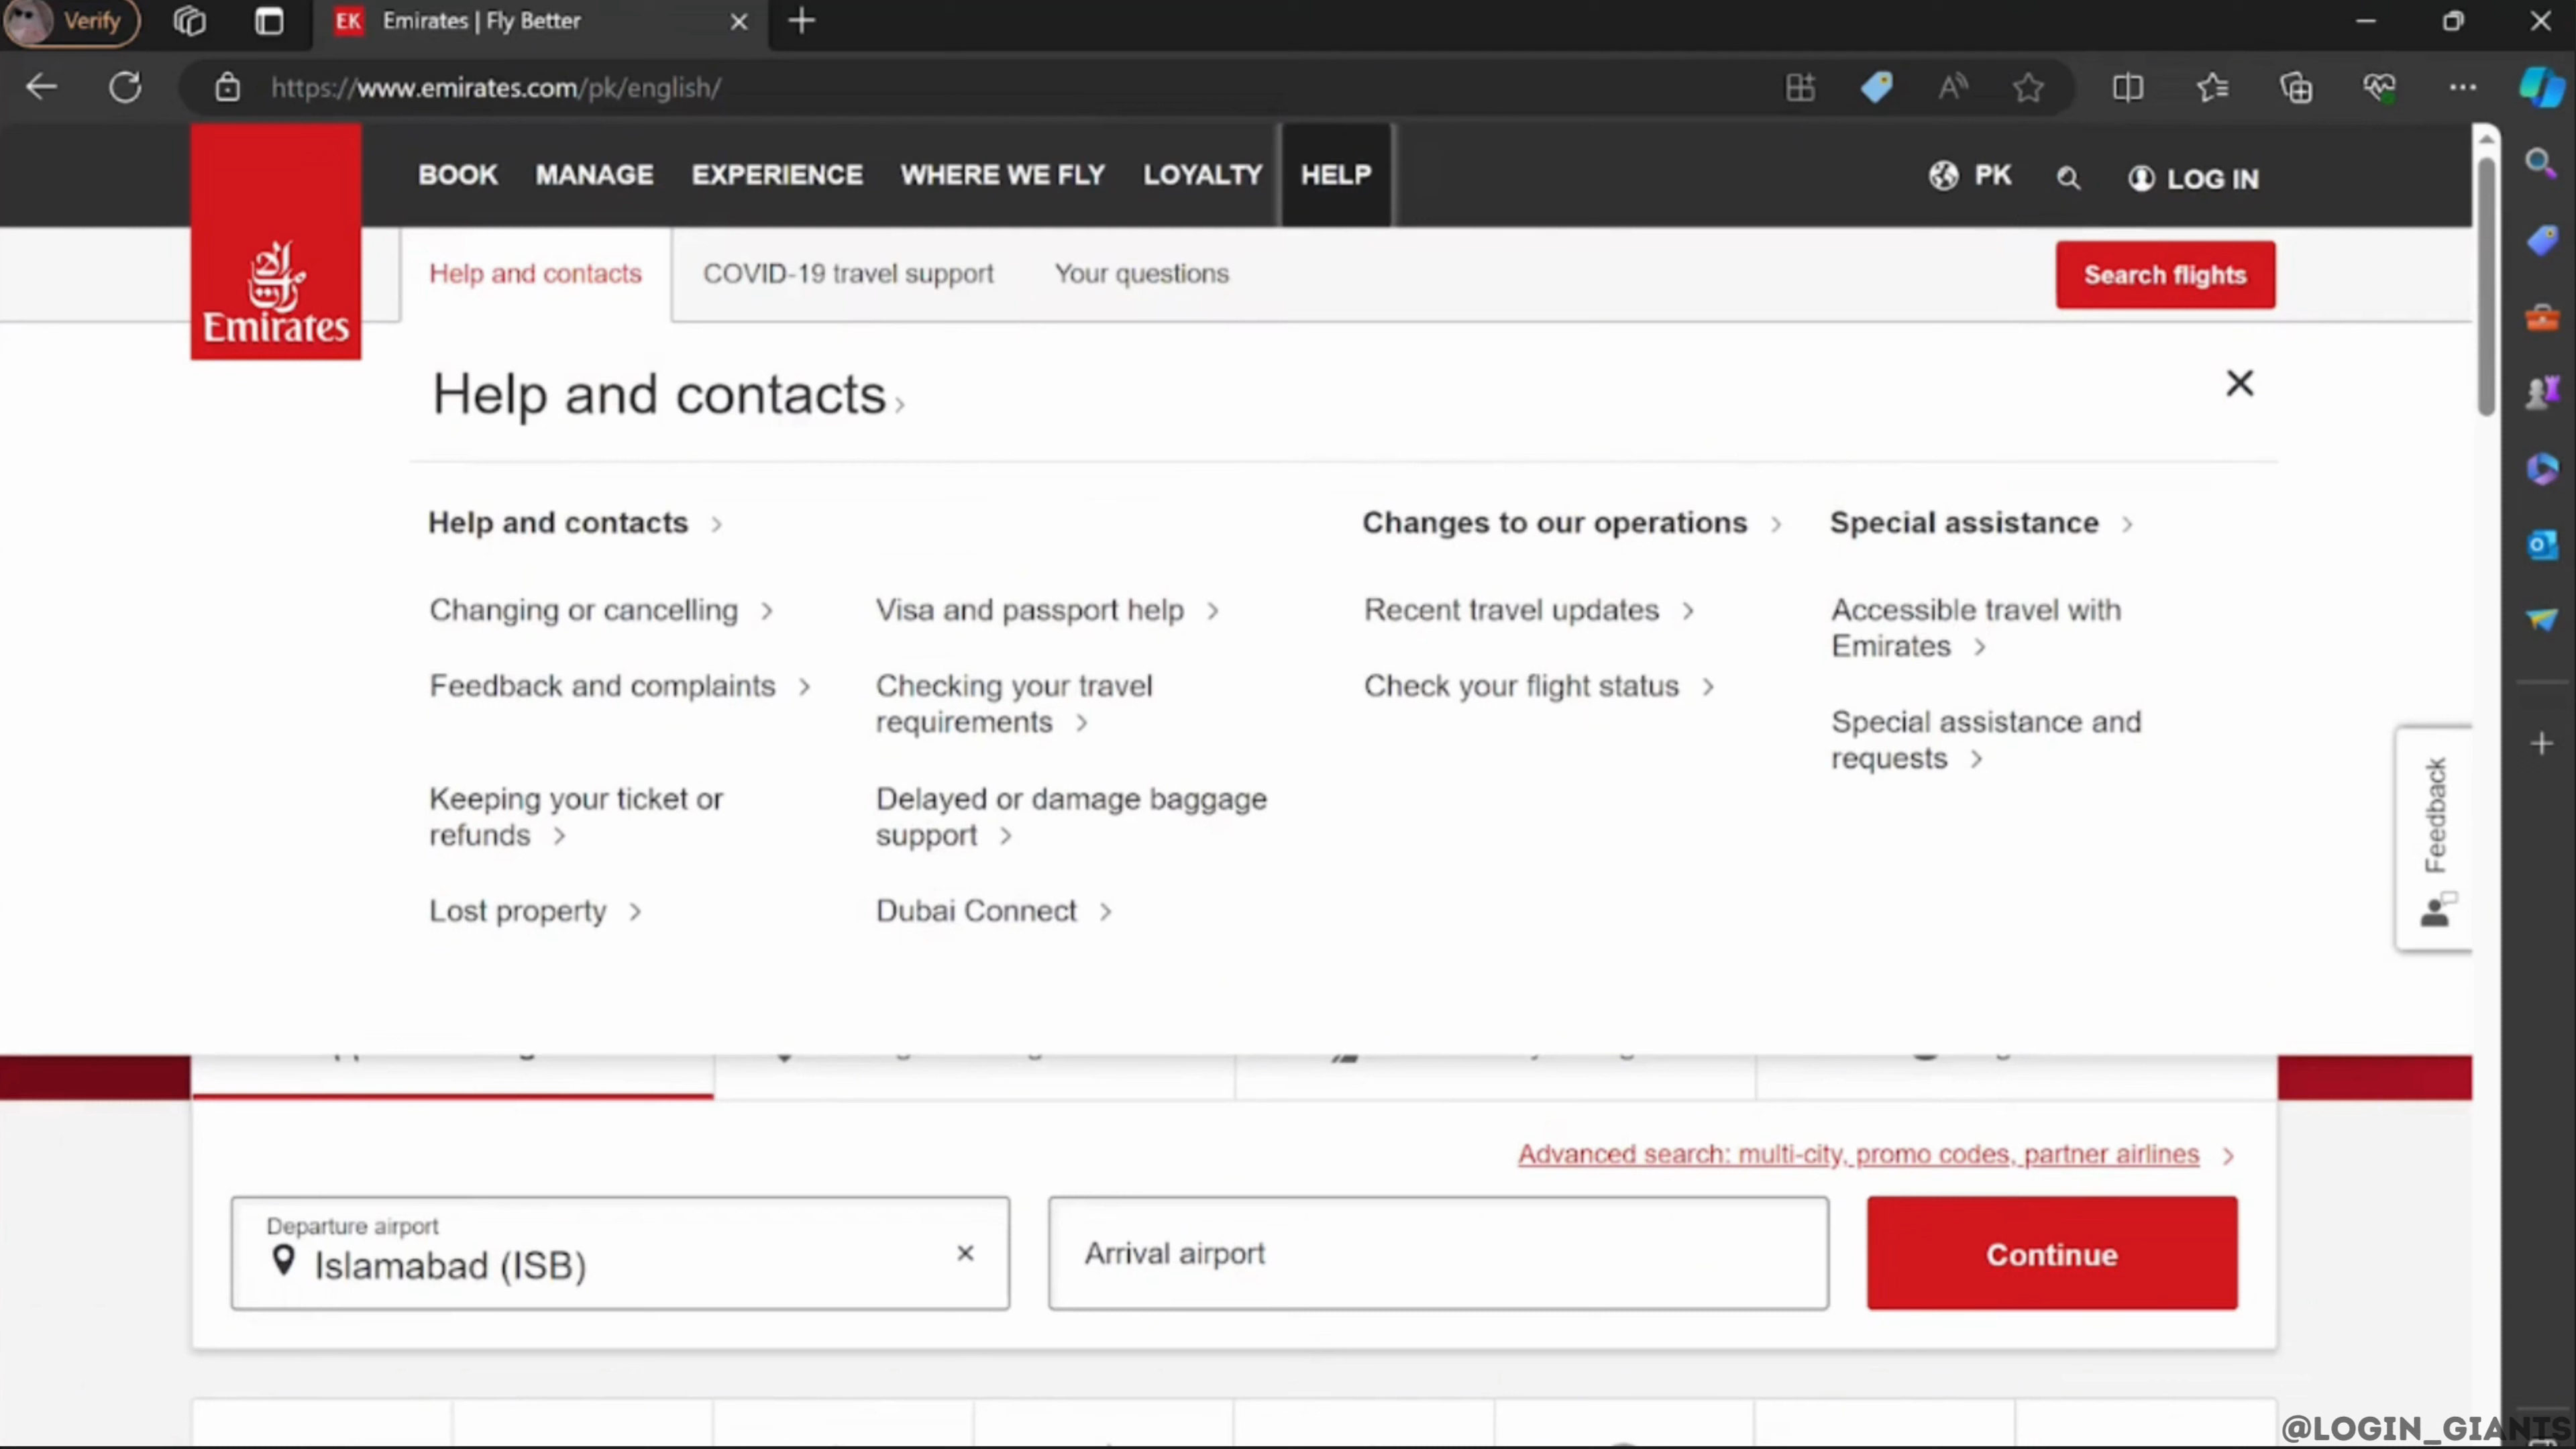 Verify
EK Emirates | Fly Better
https://www.emirates.com/pk/english/
BOOK MANAGE EXPERIENCE WHERE WE FLY LOYALTY HELP
PK LOG IN
Emirates
Help and contacts COVID-19 travel support Your questions
Search flights
Help and contacts
Help and contacts Changes to our operations Special assistance
Changing or cancelling Visa and passport help Recent travel updates Accessible travel with
Emirates
Feedback and complaints Checking your travel Check your flight status
requirements Special assistance and
requests
Keeping your ticket or Delayed or damage baggage
refunds support
Lost property Dubai Connect
Feedback
Advanced search: multi-city, promo codes, partner airlines
Departure airport
Islamabad (ISB)
Arrival airport
Continue
@LOGIN_GIANTS